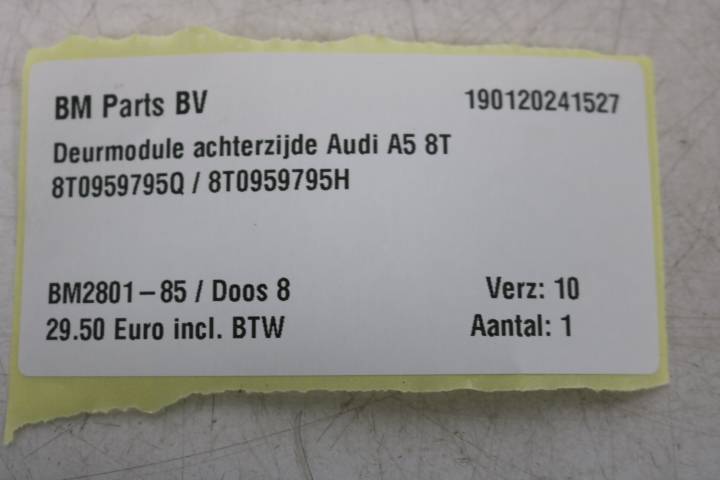 BM Parts BV 190120241527
Deurmodule achterzijde Audi A5 8T
8T0959795Q / 8T0959795H
BM2801-85 / Doos 8 Verz: 10
29.50 Euro incl. BTW Aantal: 1